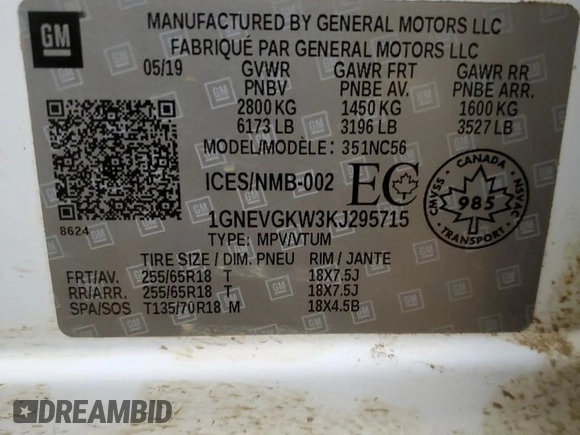 GM
MANUFACTURED BY GENERAL MOTORS LLC
FABRIQUÉ PAR GENERAL MOTORS LLC
05/19 GVWR GAWR FRT GAWR RR
PNBV PNBE AV. PNBE ARR.
2800 KG 1450 KG 1600 KG
6173 LB 3196 LB 3527 LB
MODEL/MODÈLE: 351NC56
ICES/NMB-002 EC
CANADA
CMVSS NSVAC
985
TRANSPORT
8624
1GNEVGKW3KJ295715
TYPE: MPV/VTUM
TIRE SIZE / DIM. PNEU RIM / JANTE
FRT/AV. 255/65R18 T 18X7.5J
RR/ARR. 255/65R18 T 18X7.5J
SPA/SOS T135/70R18 M 18X4.5B
DREAMBID